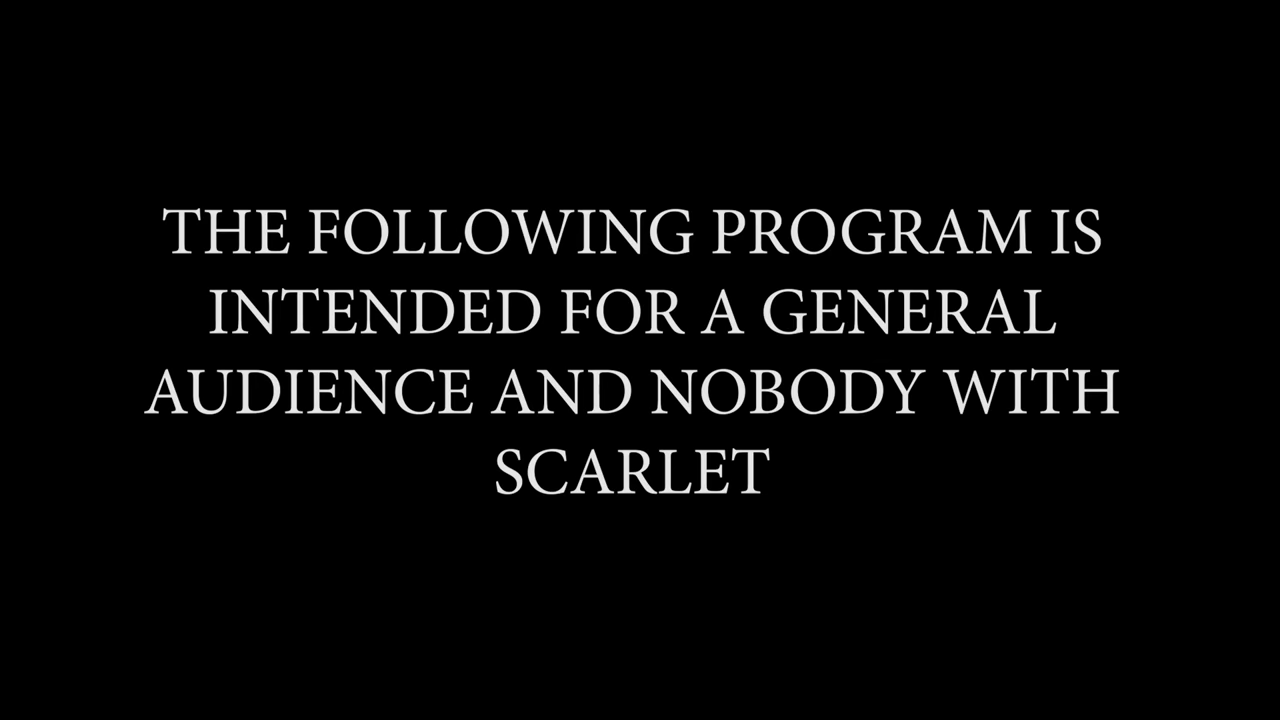 THE FOLLOWING PROGRAM IS
INTENDED FOR A GENERAL
AUDIENCE AND NOBODY WITH
SCARLET